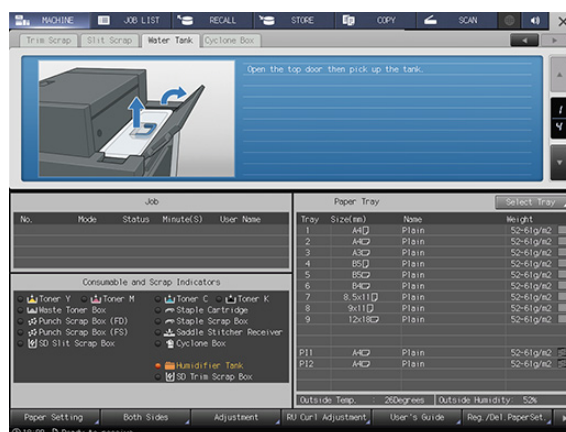 MACHINE JOB LIST RECALL STORE COPY SCAN
Trim Scrap Slit Scrap Water Tank Cyclone Box
Open the top door then pick up the tank.
1
4
Job
No. Mode Status Minute(S) User Name
Paper Tray Select Tray
Tray Size(mm) Name Weight
1 A4 Plain 52-61g/m2
2 A4 Plain 52-61g/m2
3 A3 Plain 52-61g/m2
4 B5 Plain 52-61g/m2
5 B5 Plain 52-61g/m2
6 B4 Plain 52-61g/m2
7 8.5x11 Plain 52-61g/m2
8 9x11 Plain 52-61g/m2
9 12x18 Plain 52-61g/m2
PI1 A4 Plain 52-61g/m2
PI2 A4 Plain 52-61g/m2
Outside Temp. : 26Degrees Outside Humidity: 52%
Consumable and Scrap Indicators
Toner Y Toner M Toner C Toner K
Waste Toner Box Staple Cartridge
Punch Scrap Box (FD) Staple Scrap Box
Punch Scrap Box (FS) Saddle Stitcher Receiver
SD Slit Scrap Box Cyclone Box
Humidifier Tank
SD Trim Scrap Box
Paper Setting Both Sides Adjustment RU Curl Adjustment User's Guide Reg./Del.PaperSet.